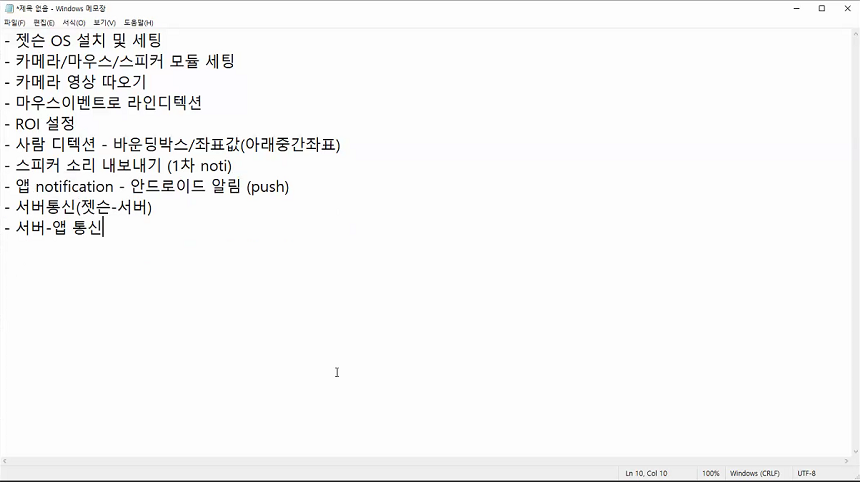 *제목 없음 - Windows 메모장
파일(F) 편집(E) 서식(O) 보기(V) 도움말(H)
- 젯슨 OS 설치 및 세팅
- 카메라/마우스/스피커 모듈 세팅
- 카메라 영상 따오기
- 마우스이벤트로 라인디텍션
- ROI 설정
- 사람 디텍션 - 바운딩박스/좌표값(아래중간좌표)
- 스피커 소리 내보내기 (1차 noti)
- 앱 notification - 안드로이드 알림 (push)
- 서버통신(젯슨-서버)
- 서버-앱 통신
Ln 10, Col 10 100% Windows (CRLF) UTF-8